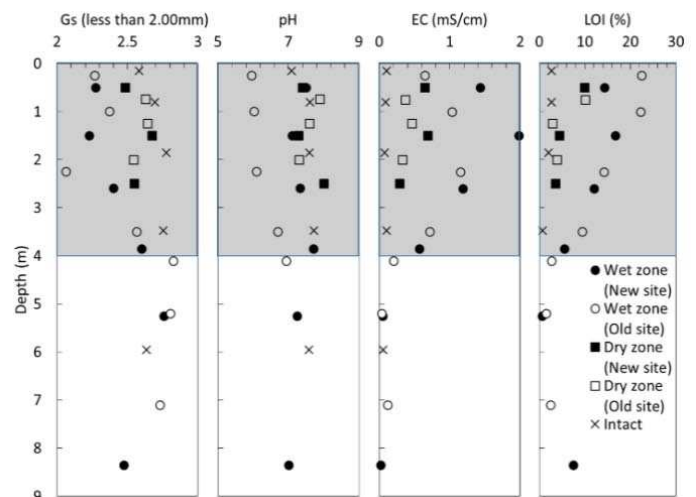 Gs (less than 2.00mm) pH EC (mS/cm) LOI (%)
2 2.5 3 5 7 9 0 1 2 0 10 20 30
0
1
2
3
4
5
6
7
8
9
Depth (m)
Wet zone
(New site)
Wet zone
(Old site)
Dry zone
(New site)
Dry zone
(Old site)
Intact